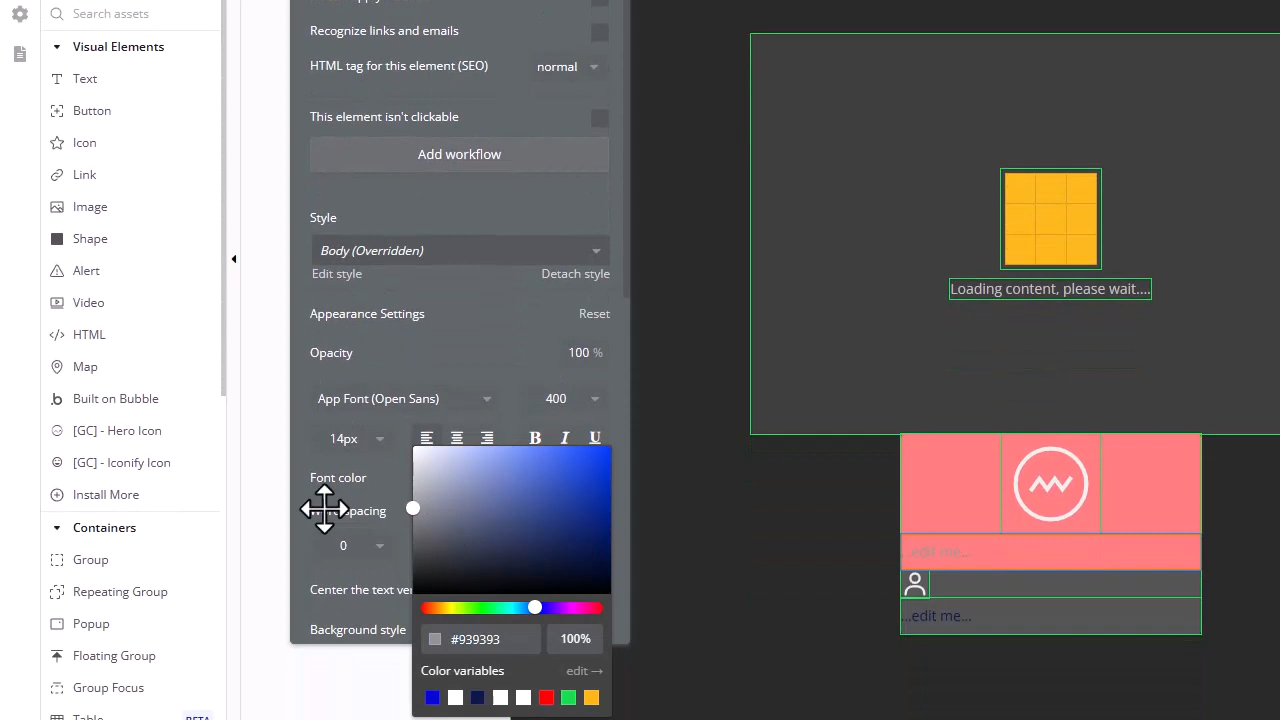 Search assets
Visual Elements
Text
Button
Icon
Link
Image
Shape
Alert
Video
HTML
Map
Built on Bubble
[GC] - Hero Icon
[GC] - Iconify Icon
Install More
Containers
Group
Repeating Group
Popup
Floating Group
Group Focus
Table
BETA
Recognize links and emails
HTML tag for this element (SEO)
normal
This element isn't clickable
Add workflow
Style
Body (Overridden)
Edit style
Detach style
Appearance Settings
Reset
Opacity
100 %
App Font (Open Sans)
400
14px
B I U
Font color
spacing
0
Center the text
Background style
#939393
100%
Color variables
edit →
Loading content, please wait....
...edit me...
...edit me...